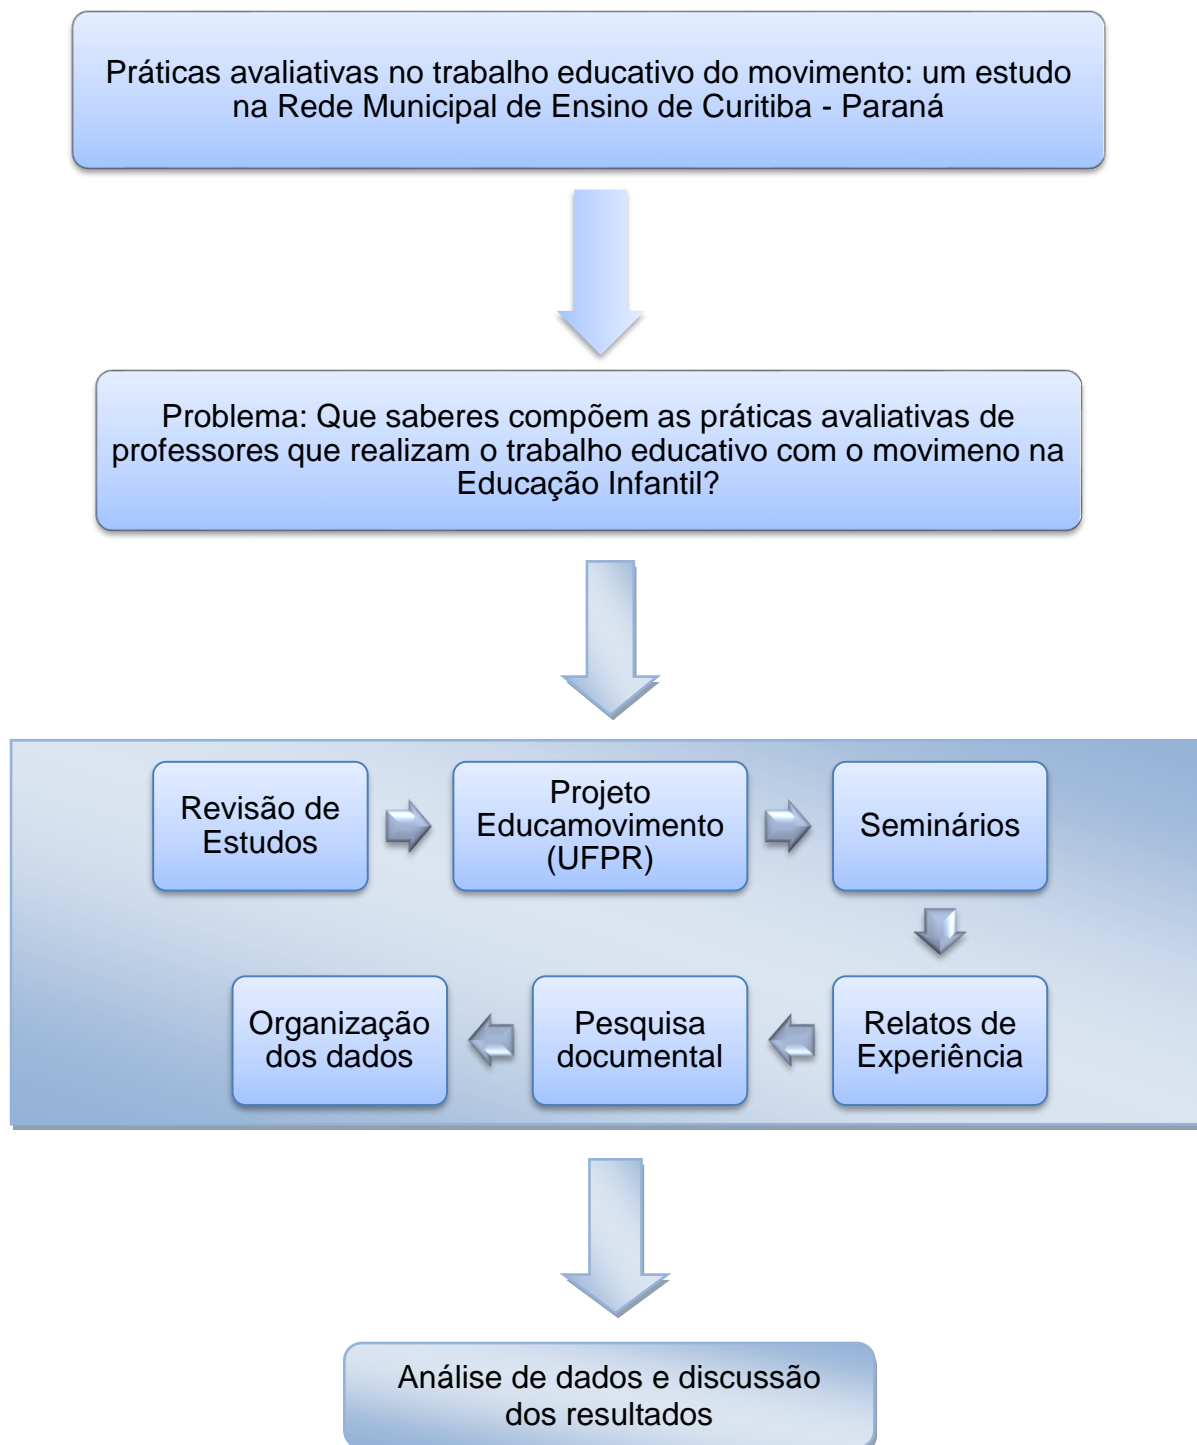 Práticas avaliativas no trabalho educativo do movimento: um estudo
na Rede Municipal de Ensino de Curitiba - Paraná
Problema: Que saberes compõem as práticas avaliativas de
professores que realizam o trabalho educativo com o movimeno na
Educação Infantil?
Revisão de
Estudos
Projeto
Educamovimento
(UFPR)
Seminários
Relatos de
Experiência
Pesquisa
documental
Organização
dos dados
Análise de dados e discussão
dos resultados